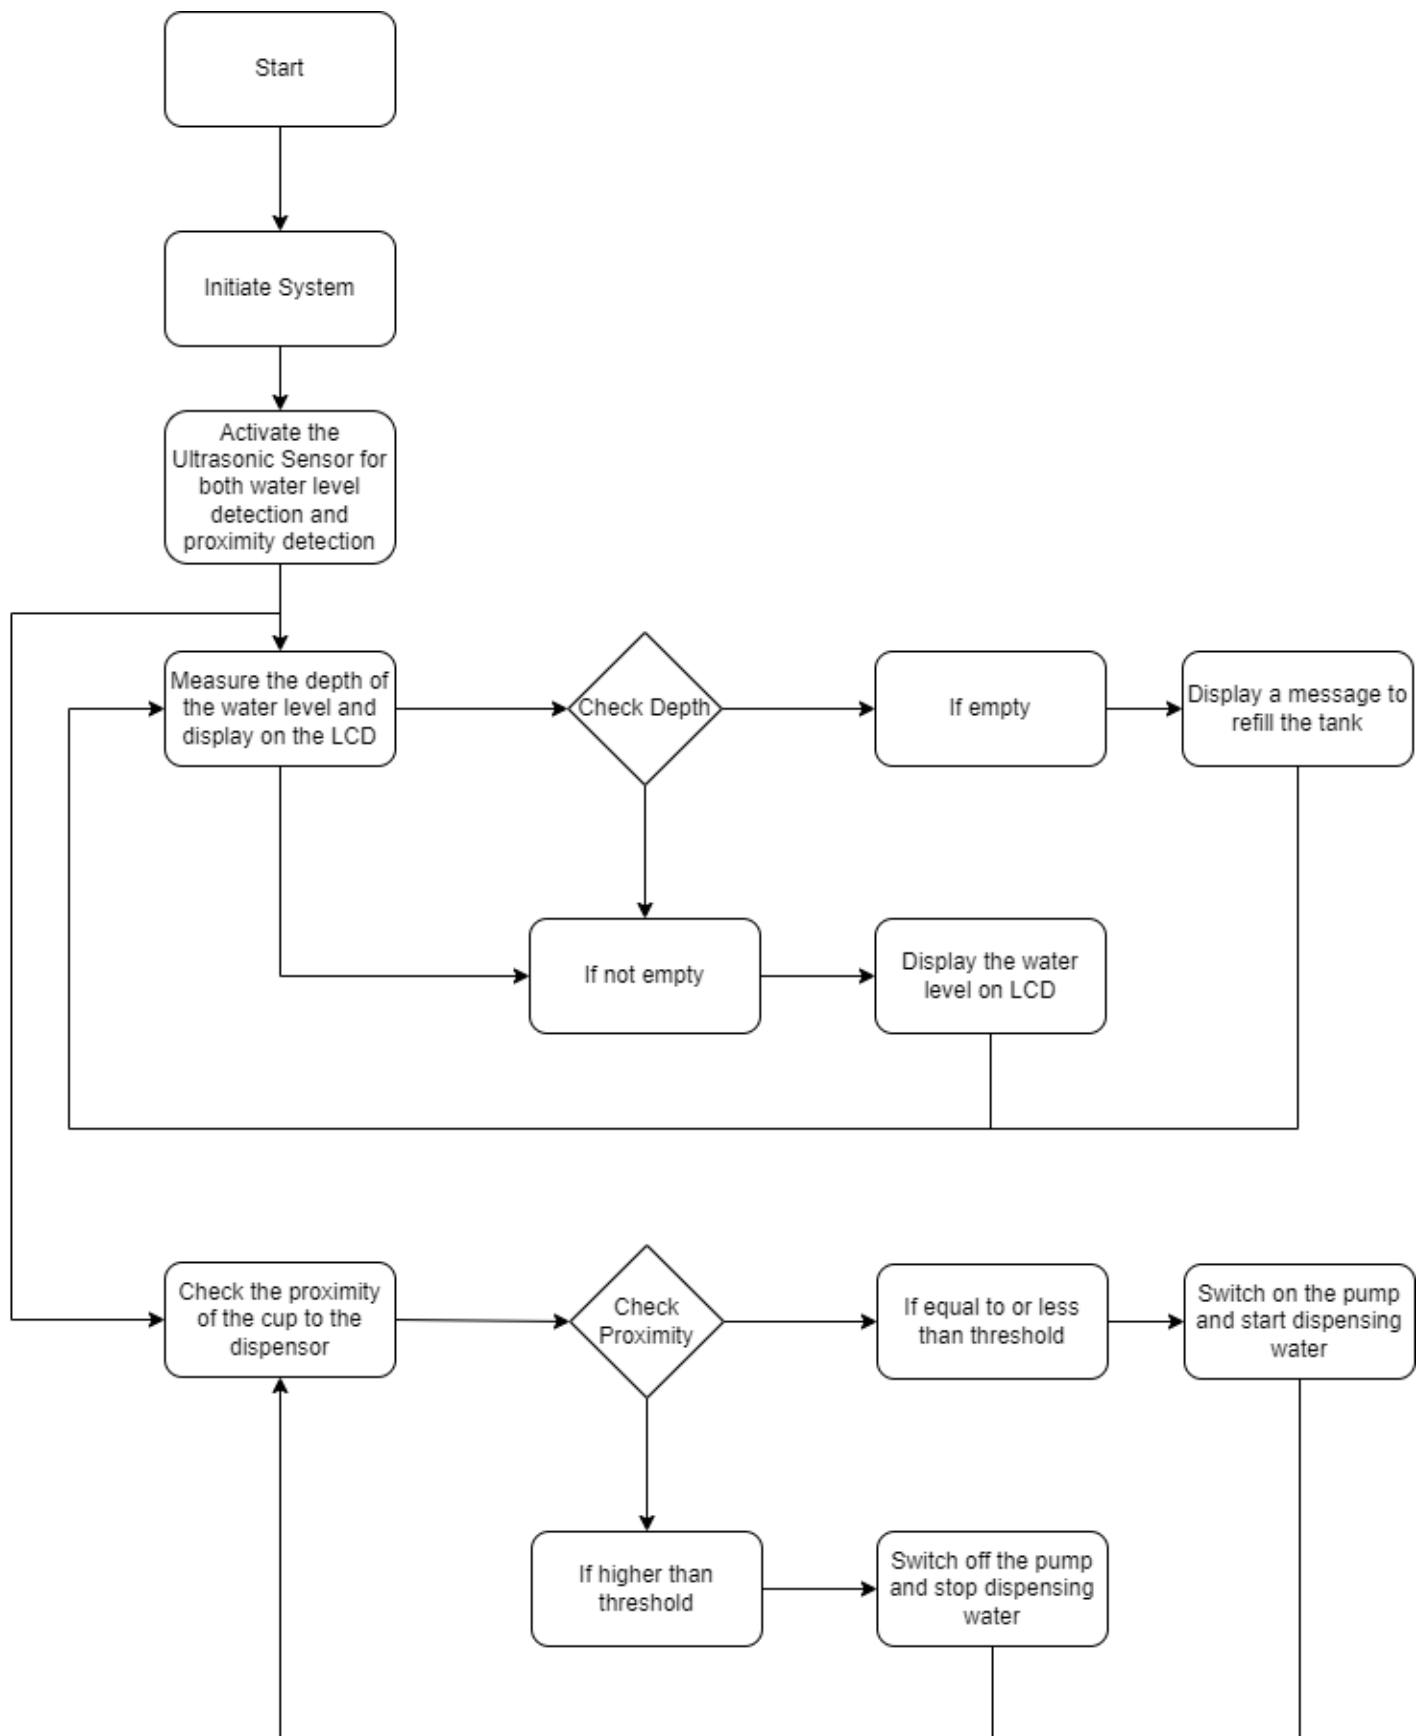 Start
Initiate System
Activate the
Ultrasonic Sensor for
both water level
detection and
proximity detection
Measure the depth of
the water level and
display on the LCD
Check Depth
If empty
Display a message to
refill the tank
If not empty
Display the water
level on LCD
Check the proximity
of the cup to the
dispensor
Check
Proximity
If equal to or less
than threshold
Switch on the pump
and start dispensing
water
If higher than
threshold
Switch off the pump
and stop dispensing
water